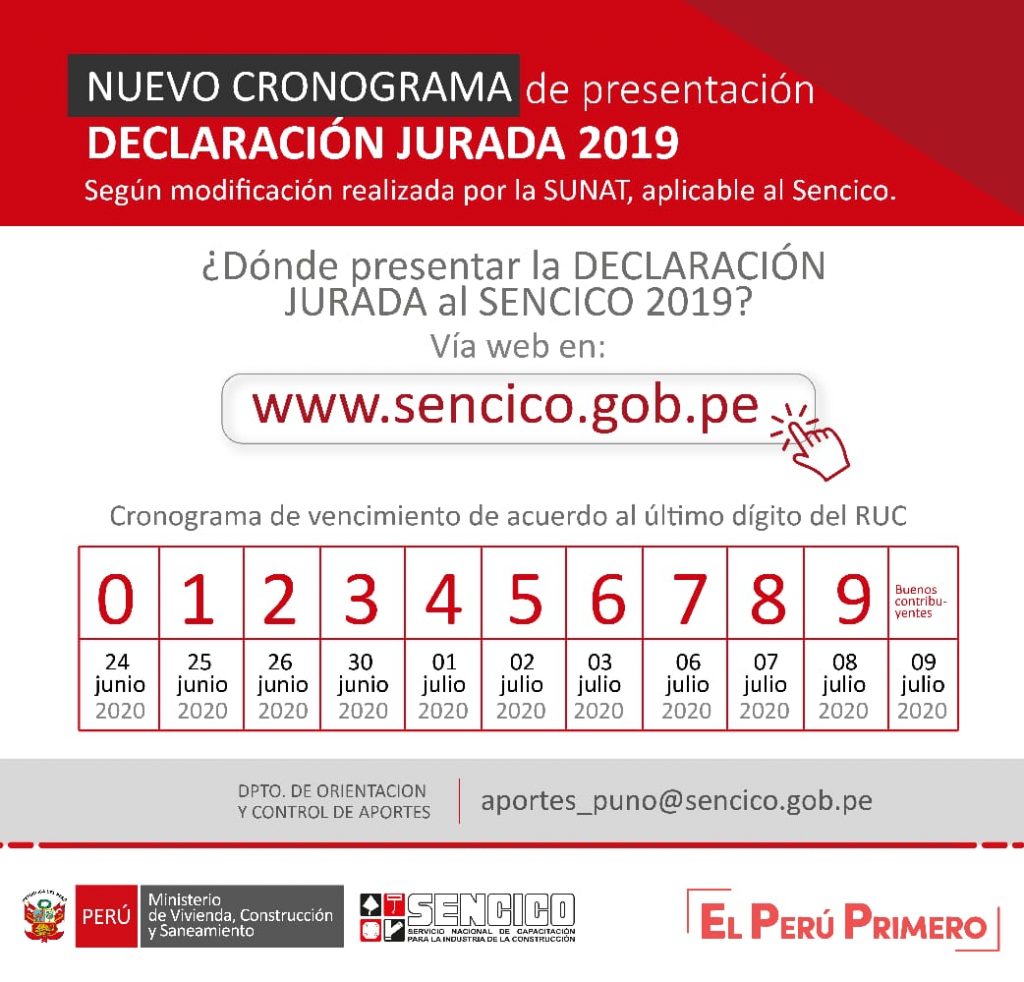 NUEVO CRONOGRAMA de presentación
DECLARACIÓN JURADA 2019
Según modificación realizada por la SUNAT, aplicable al Sencico.
¿Dónde presentar la DECLARACIÓN
JURADA al SENCICO 2019?
Vía web en:
www.sencico.gob.pe
Cronograma de vencimiento de acuerdo al último dígito del RUC
0 1 2 3 4 5 6 7 8 9 Buenos
contribu-
yentes
24 25 26 30 01 02 03 06 07 08 09
junio junio junio junio julio julio julio julio julio julio julio
2020 2020 2020 2020 2020 2020 2020 2020 2020 2020 2020
DPTO. DE ORIENTACION
Y CONTROL DE APORTES
aportes_puno@sencico.gob.pe
PERÚ
Ministerio
de Vivienda, Construcción
y Saneamiento
SENCICO
SERVICIO NACIONAL DE CAPACITACIÓN
PARA LA INDUSTRIA DE LA CONSTRUCCIÓN
EL PERÚ PRIMERO